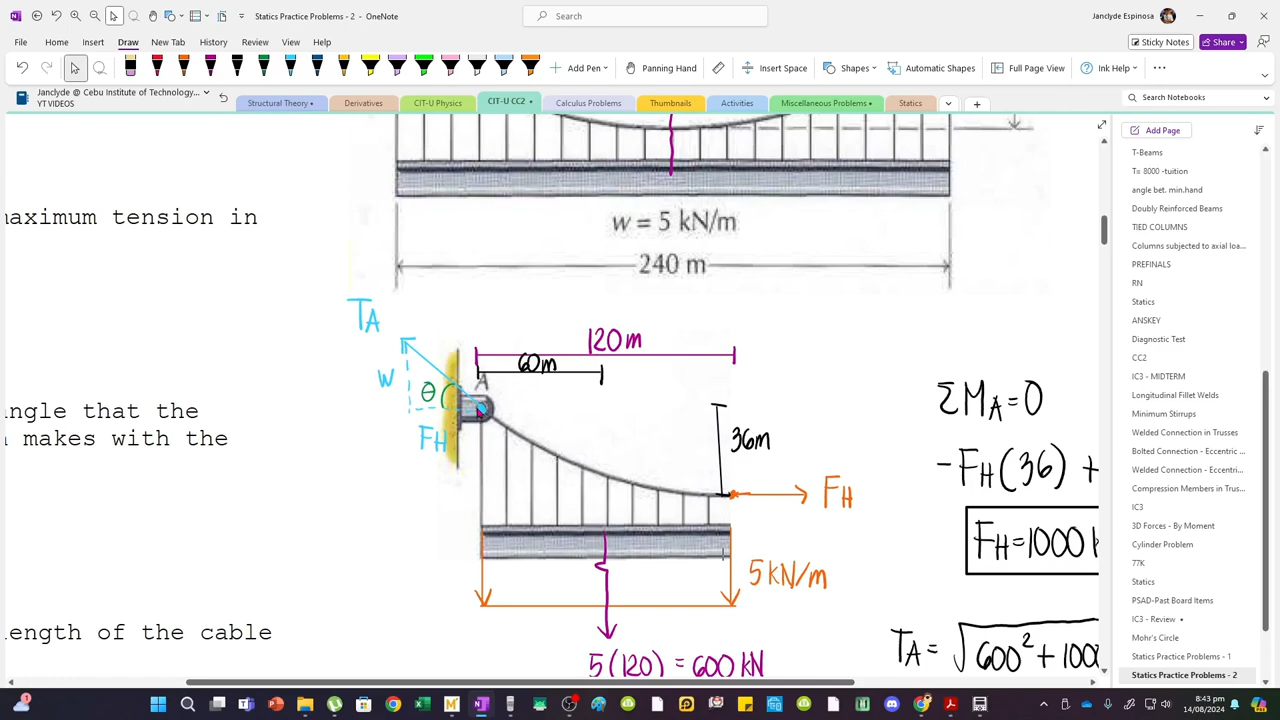 Statics Practice Problems - 2 - OneNote
Search
Janclyde Espinosa
File Home Insert Draw New Tab History Review View Help
Sticky Notes
Share
Add Pen
Panning Hand
Insert Space
Shapes
Automatic Shapes
Full Page View
Ink Help
Janclyde @ Cebu Institute of Technology...
YT VIDEOS
Structural Theory
Derivatives
CIT-U Physics
CIT-U CC2
Calculus Problems
Thumbnails
Activities
Miscellaneous Problems
Statics
Search Notebooks
Add Page
T-Beams
T= 8000 -tuition
angle bet. min.hand
Doubly Reinforced Beams
TIED COLUMNS
Columns subjected to axial loa...
PREFINALS
RN
Statics
ANSKEY
Diagnostic Test
CC2
IC3 - MIDTERM
Longitudinal Fillet Welds
Minimum Stirrups
Welded Connection in Trusses
Bolted Connection - Eccentric ...
Welded Connection - Eccentri...
Compression Members in Trus...
IC3
3D Forces - By Moment
Cylinder Problem
77K
Statics
PSAD-Past Board Items
IC3 - Review
Mohr's Circle
Statics Practice Problems - 1
Statics Practice Problems - 2
maximum tension in
angle that the
makes with the
length of the cable
w = 5 kN/m
240 m
TA
120m
60m
W
θ
A
FH
36m
FH
5 kN/m
5(120) = 600 kN
ΣMA=0
-FH(36) +
FH=1000 k
TA= √600² + 100
8:43 pm
14/08/2024